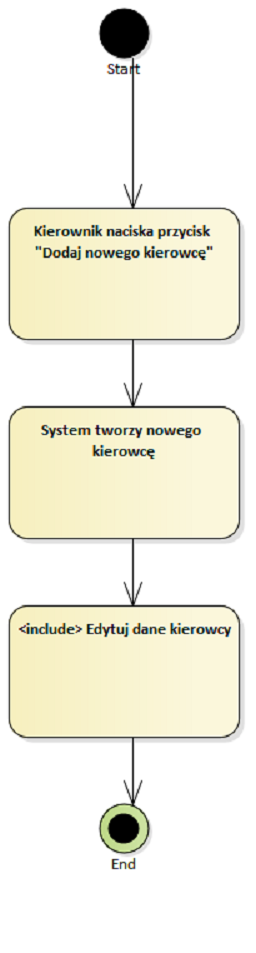 Start
Kierownik naciska przycisk
"Dodaj nowego kierowcę"
System tworzy nowego
kierowcę
<include> Edytuj dane kierowcy
End